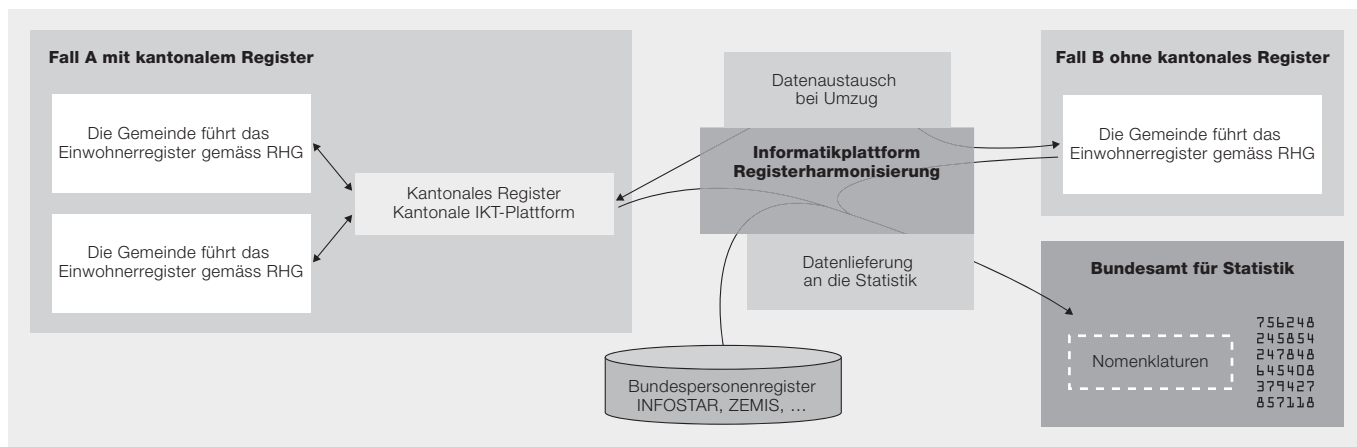 Fall A mit kantonalem Register
Die Gemeinde führt das
Einwohnerregister gemäss RHG
Die Gemeinde führt das
Einwohnerregister gemäss RHG
Kantonales Register
Kantonale IKT-Plattform
Datenaustausch
bei Umzug
Informatikplattform
Registerharmonisierung
Datenlieferung
an die Statistik
Bundespersonenregister
INFOSTAR, ZEMIS, …
Fall B ohne kantonales Register
Die Gemeinde führt das
Einwohnerregister gemäss RHG
Bundesamt für Statistik
Nomenklaturen
756248
245854
247848
645408
379427
857118